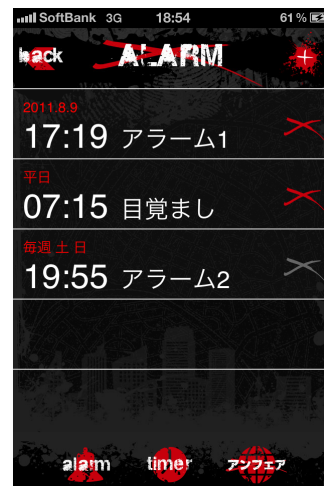 SoftBank 3G 18:54 61%
back ALARM
2011.8.9
17:19 アラーム1
平日
07:15 目覚まし
毎週 土 日
19:55 アラーム2
alarm timer アンフェア